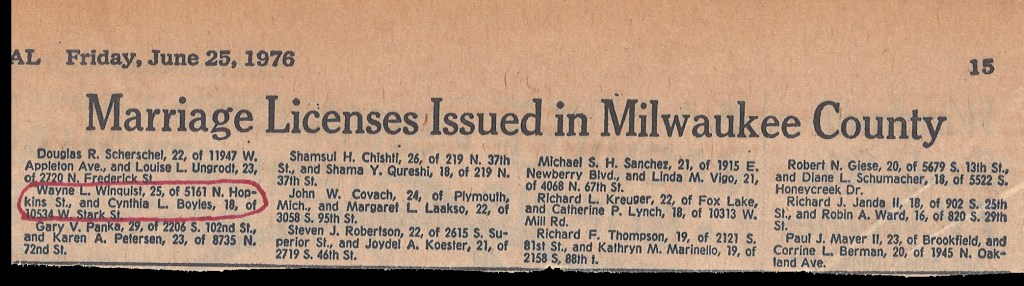 AL Friday, June 25, 1976
15
Marriage Licenses Issued in Milwaukee County
Douglas R. Scherschel, 22, of 11947 W.
Appleton Ave., and Louise L. Ungrodt, 23,
of 2720 N. Frederick St.
Wayne L. Winquist, 25, of 5161 N. Hop-
kins St., and Cynthia L. Boyles, 18, of
10534 W. Stark St.
Gary V. Panka, 29, of 2206 S. 102nd St.,
and Karen A. Petersen, 23, of 8735 N.
72nd St.
Shamsul H. Chishti, 26, of 219 N. 37th
St., and Shama Y. Qureshi, 18, of 219 N.
37th St.
John W. Covach, 24, of Plymouth,
Mich., and Margaret L. Laakso, 22, of
3058 S. 95th St.
Steven J. Robertson, 22, of 2615 S. Su-
perior St., and Joydel A. Koester, 21, of
2719 S. 46th St.
Michael S. H. Sanchez, 21, of 1915 E.
Newberry Blvd., and Linda M. Vigo, 21,
of 4068 N. 67th St.
Richard L. Kreuger, 22, of Fox Lake,
and Catherine P. Lynch, 18, of 10313 W.
Mill Rd.
Richard F. Thompson, 19, of 2121 S.
81st St., and Kathryn M. Marinello, 19, of
2158 S, 88th t.
Robert N. Giese, 20, of 5679 S. 13th St.,
and Diane L. Schumacher, 18, of 5522 S.
Honeycreek Dr.
Richard J. Janda II, 18, of 902 S. 25th
St., and Robin A. Ward, 16, of 820 S. 29th
St.
Paul J. Mayer II, 23, of Brookfield, and
Corrine L. Berman, 20, of 1945 N. Oak-
land Ave.